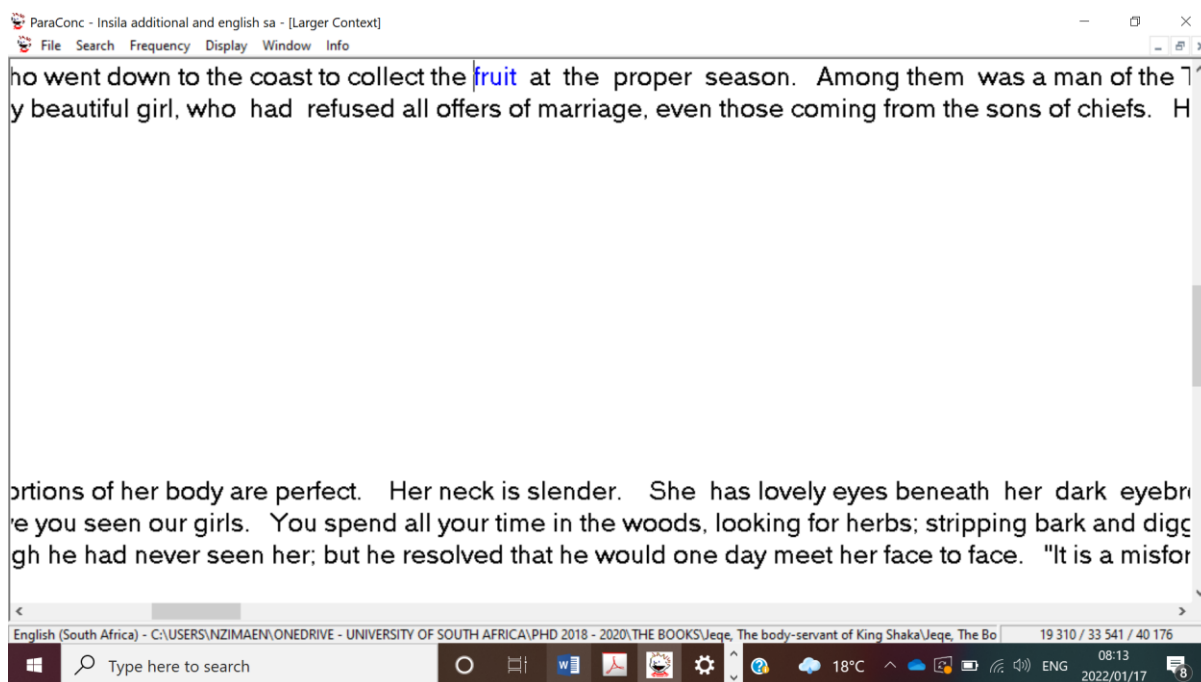 ParaConc - Insila additional and english sa - [Larger Context]
File Search Frequency Display Window Info
ho went down to the coast to collect the fruit at the proper season. Among them was a man of the
y beautiful girl, who had refused all offers of marriage, even those coming from the sons of chiefs. H
ortions of her body are perfect. Her neck is slender. She has lovely eyes beneath her dark eyebr
e you seen our girls. You spend all your time in the woods, looking for herbs; stripping bark and digg
gh he had never seen her; but he resolved that he would one day meet her face to face. "It is a misfor
English (South Africa) - C:\USERS\NZIMAEN\ONEDRIVE - UNIVERSITY OF SOUTH AFRICA\PHD 2018 - 2020\THE BOOKS\Jeqe, The body-servant of King Shaka\Jeqe, The Bo 19 310 / 33 541 / 40 176
Type here to search 18°C ENG 08:13
2022/01/17 8